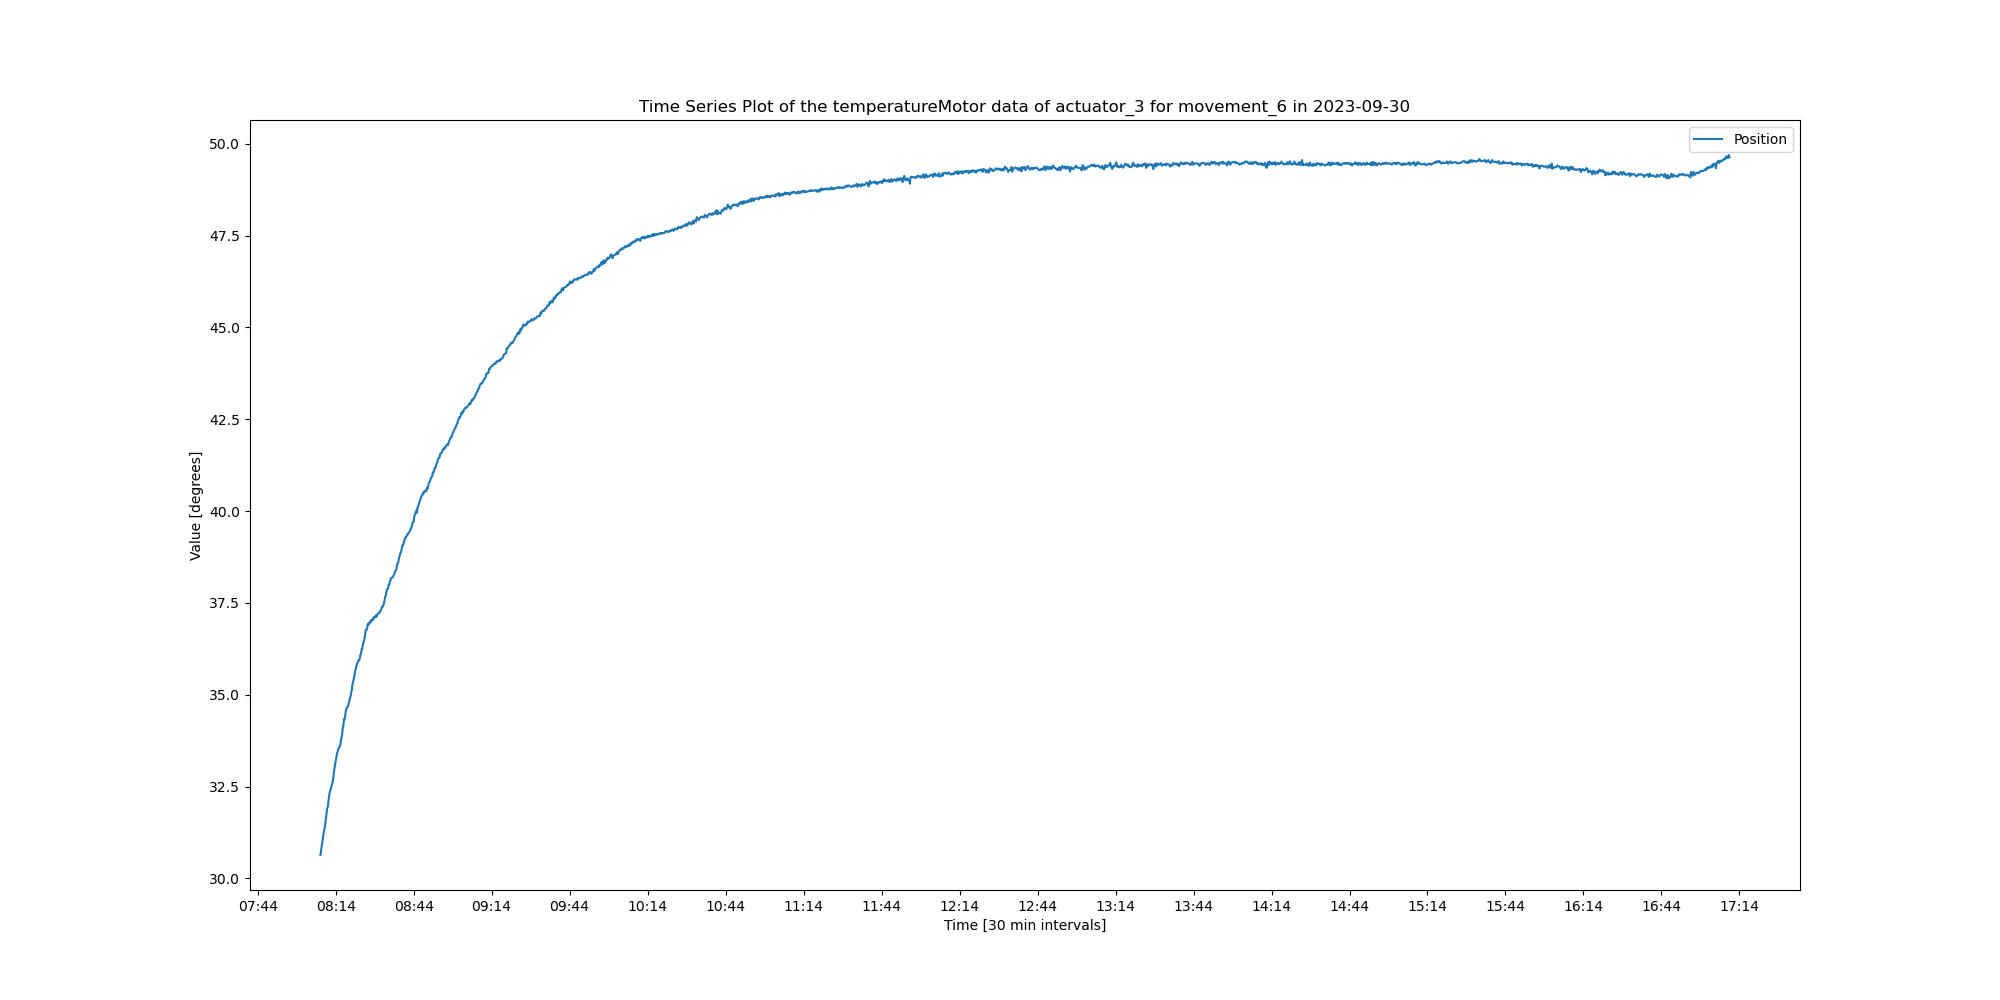 Time Series Plot of the temperatureMotor data of actuator_3 for movement_6 in 2023-09-30
Position
50.0
47.5
45.0
42.5
40.0
37.5
35.0
32.5
30.0
Value [degrees]
07:44 08:14 08:44 09:14 09:44 10:14 10:44 11:14 11:44 12:14 12:44 13:14 13:44 14:14 14:44 15:14 15:44 16:14 16:44 17:14
Time [30 min intervals]